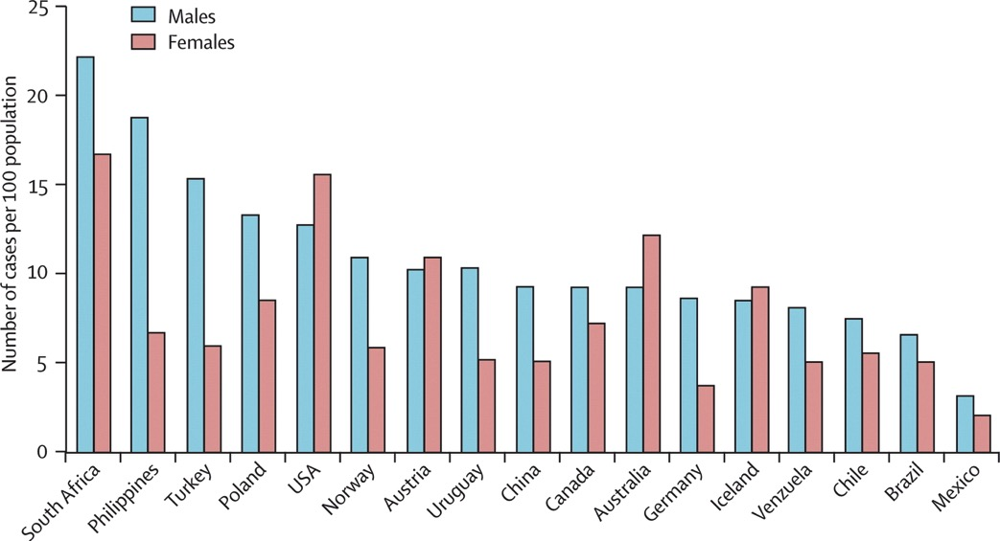 25
20
15
10
5
0
Number of cases per 100 population
Males
Females
South Africa
Philippines
Turkey
Poland
USA
Norway
Austria
Uruguay
China
Canada
Australia
Germany
Iceland
Venzuela
Chile
Brazil
Mexico